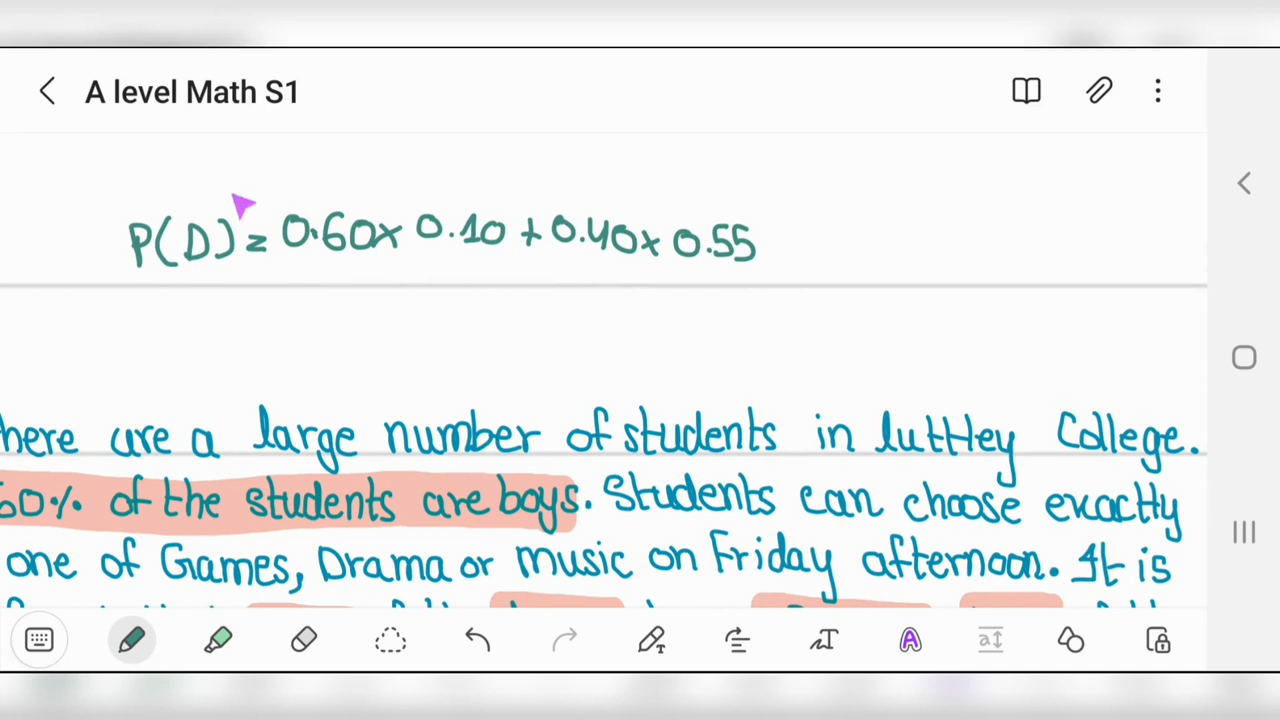 A level Math S1
P(D) = 0.60 x 0.10 + 0.40 x 0.55
here are a large number of students in luttley College.
60% of the students are boys. Students can choose exactly
one of Games, Drama or music on Friday afternoon. It is